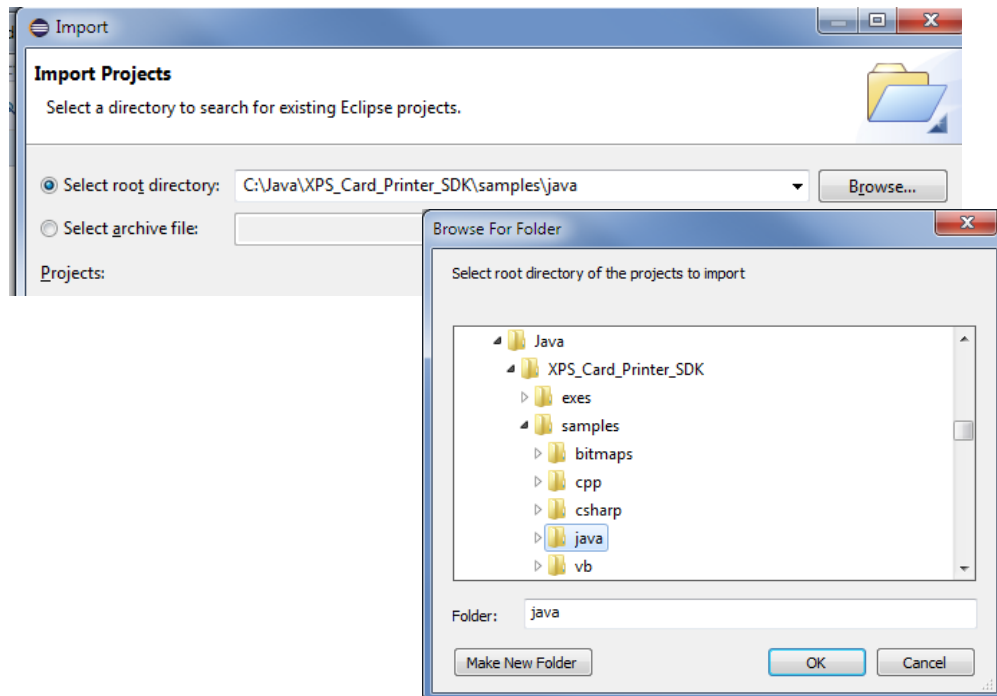 Import
Import Projects
Select a directory to search for existing Eclipse projects.
Select root directory: C:\Java\XPS_Card_Printer_SDK\samples\java Browse...
Select archive file:
Projects:
Browse For Folder
Select root directory of the projects to import
Java
XPS_Card_Printer_SDK
exes
samples
bitmaps
cpp
csharp
java
vb
Folder: java
Make New Folder OK Cancel